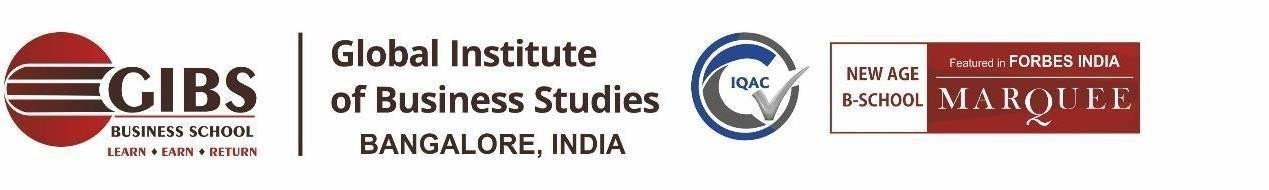 GIBS
BUSINESS SCHOOL
LEARN ♦ EARN ♦ RETURN
Global Institute
of Business Studies
BANGALORE, INDIA
IQAC
NEW AGE
B-SCHOOL
Featured in FORBES INDIA
MARQUEE